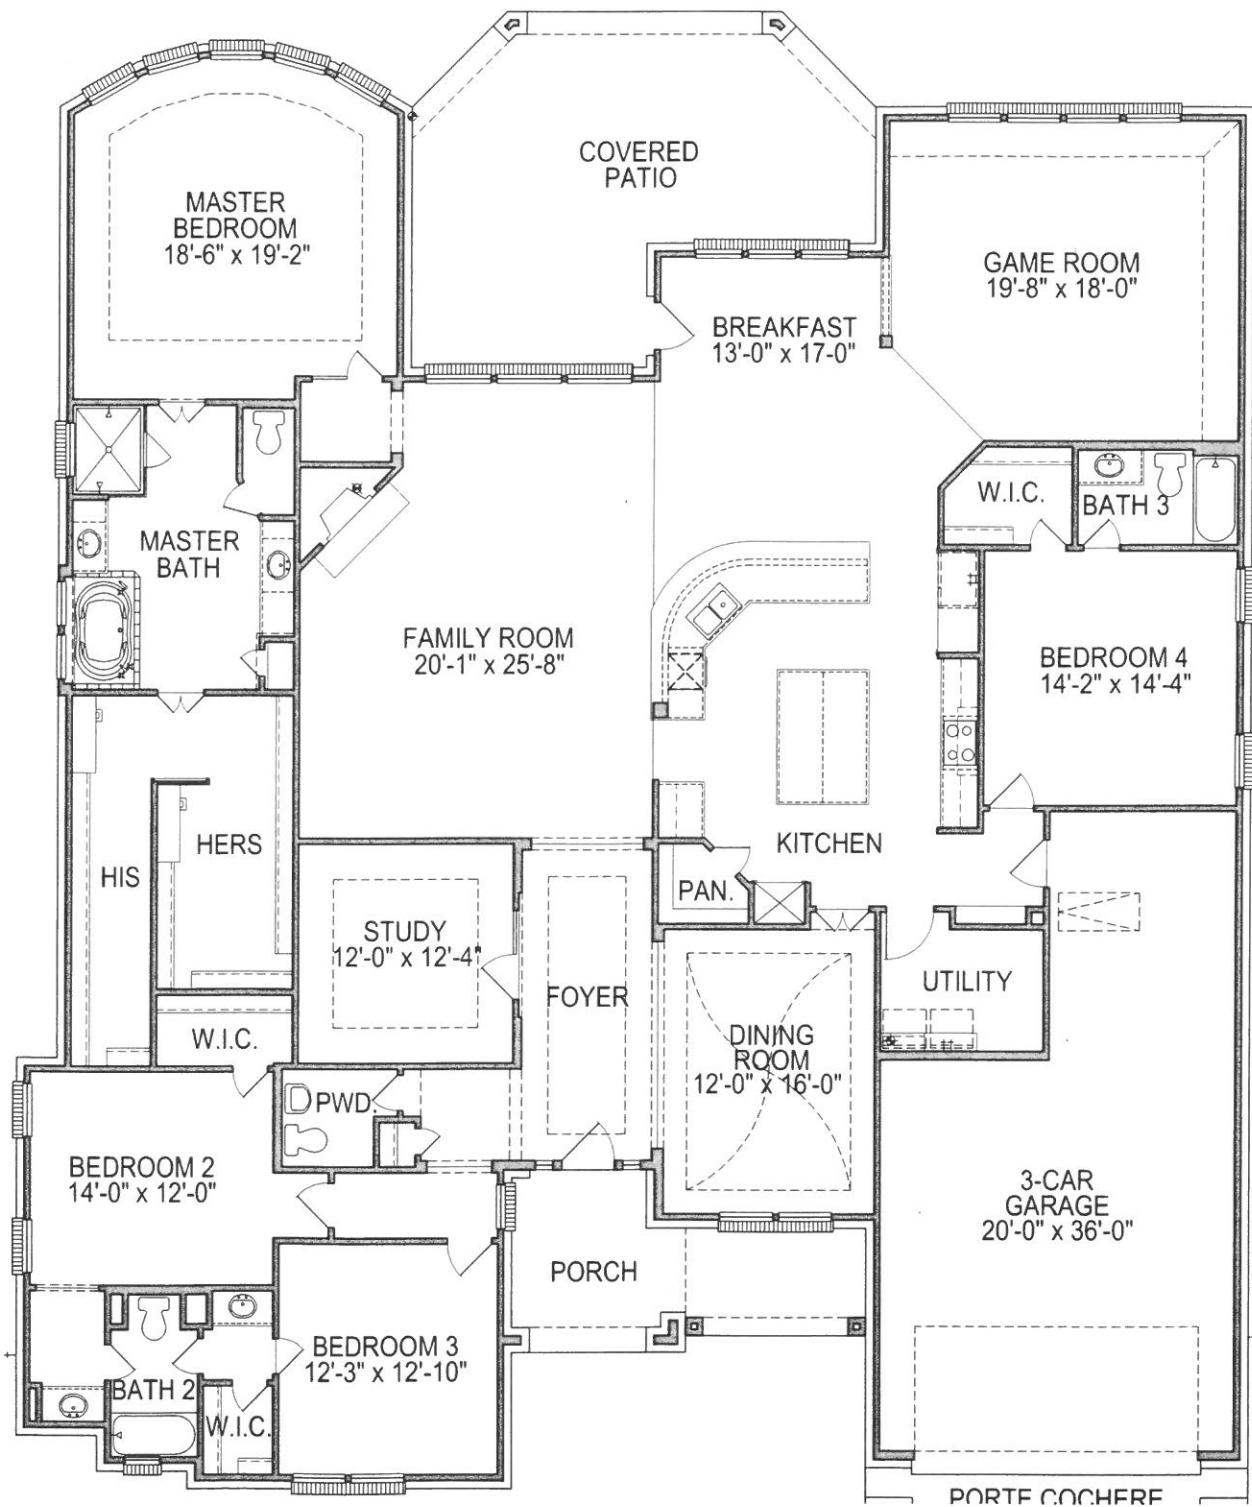 COVERED
PATIO
MASTER
BEDROOM
18'-6" x 19'-2"
GAME ROOM
19'-8" x 18'-0"
BREAKFAST
13'-0" x 17-0"
W.I.C.
BATH 3
MASTER
BATH
FAMILY ROOM
20'-1" x 25'-8"
BEDROOM 4
14'-2" x 14'-4"
HERS
KITCHEN
HIS
PAN.
STUDY
12'-0" x 12'-4"
FOYER
UTILITY
DINING
ROOM
12'-0" x 16'-0"
W.I.C.
PWD.
BEDROOM 2
14'-0" x 12'-0"
3-CAR
GARAGE
20'-0" x 36'-0"
PORCH
BEDROOM 3
12'-3" x 12'-10"
BATH 2
W.I.C.
PORTE COCHERE